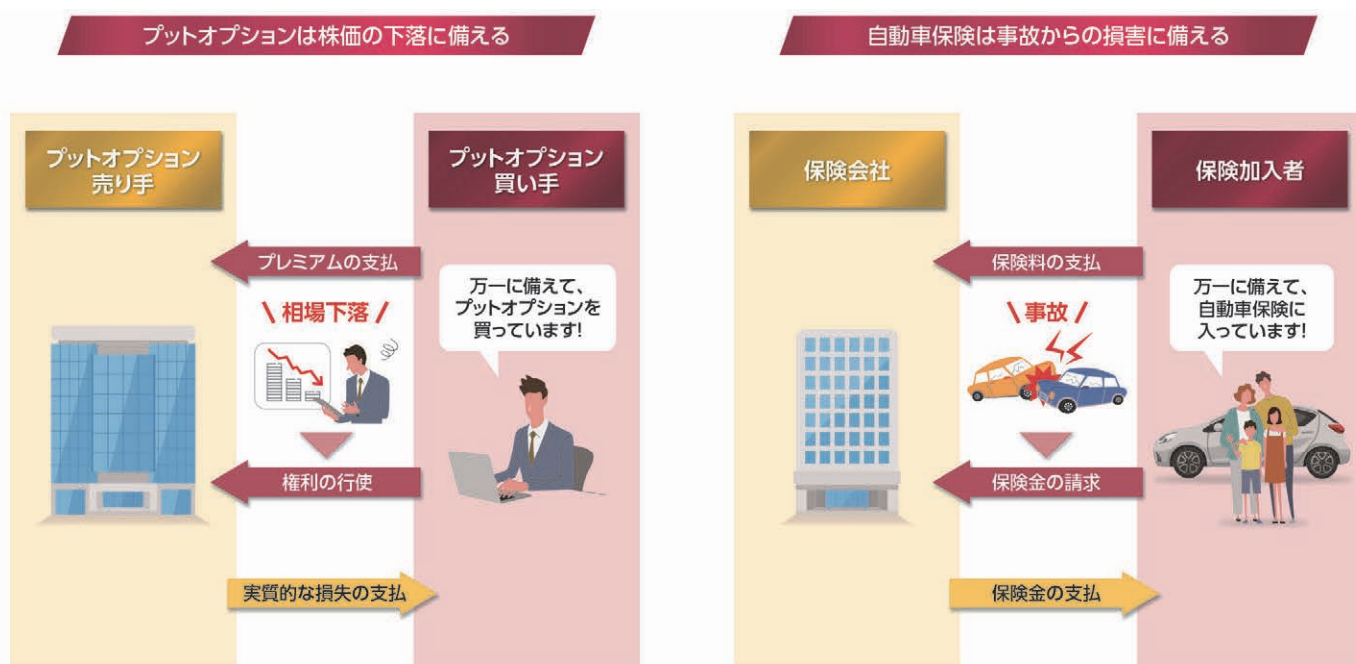 プットオプションは株価の下落に備える
プットオプション
売り手
プットオプション
買い手
プレミアムの支払
相場下落
万一に備えて、
プットオプションを
買っています!
権利の行使
実質的な損失の支払
自動車保険は事故からの損害に備える
保険会社
保険加入者
保険料の支払
事故
万一に備えて、
自動車保険に
入っています!
保険金の請求
保険金の支払